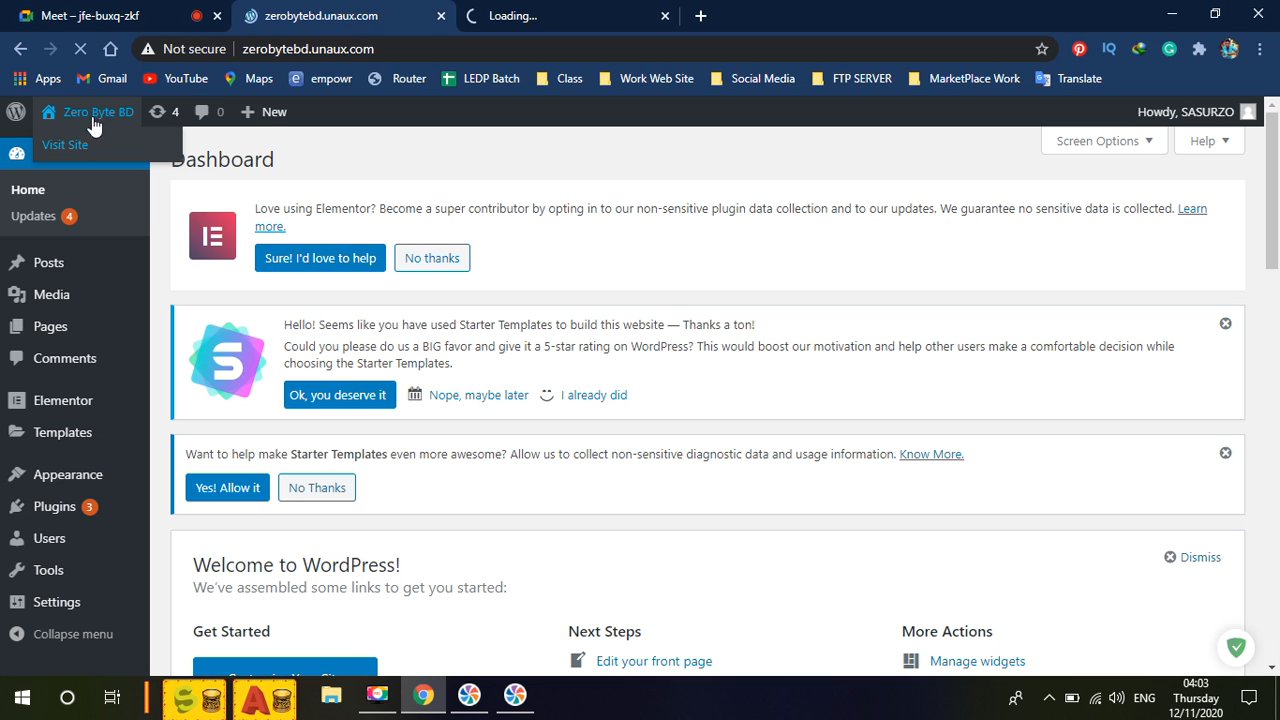 Meet – jfe-buxq-zkf
zerobytebd.unaux.com
Loading...
Not secure
zerobytebd.unaux.com
Apps
Gmail
YouTube
Maps
empowr
Router
LEDP Batch
Class
Work Web Site
Social Media
FTP SERVER
MarketPlace Work
Translate
Zero Byte BD
4
0
New
Howdy, SASURZO
Visit Site
Screen Options
Help
Dashboard
Home
Updates 4
Posts
Media
Pages
Comments
Elementor
Templates
Appearance
Plugins 3
Users
Tools
Settings
Collapse menu
Love using Elementor? Become a super contributor by opting in to our non-sensitive plugin data collection and to our updates. We guarantee no sensitive data is collected. Learn
more.
Sure! I'd love to help
No thanks
Hello! Seems like you have used Starter Templates to build this website — Thanks a ton!
Could you please do us a BIG favor and give it a 5-star rating on WordPress? This would boost our motivation and help other users make a comfortable decision while
choosing the Starter Templates.
Ok, you deserve it
Nope, maybe later
I already did
Want to help make Starter Templates even more awesome? Allow us to collect non-sensitive diagnostic data and usage information. Know More.
Yes! Allow it
No Thanks
Welcome to WordPress!
Dismiss
We've assembled some links to get you started:
Get Started
Next Steps
More Actions
Edit your front page
Manage widgets
ENG
04:03
Thursday
12/11/2020